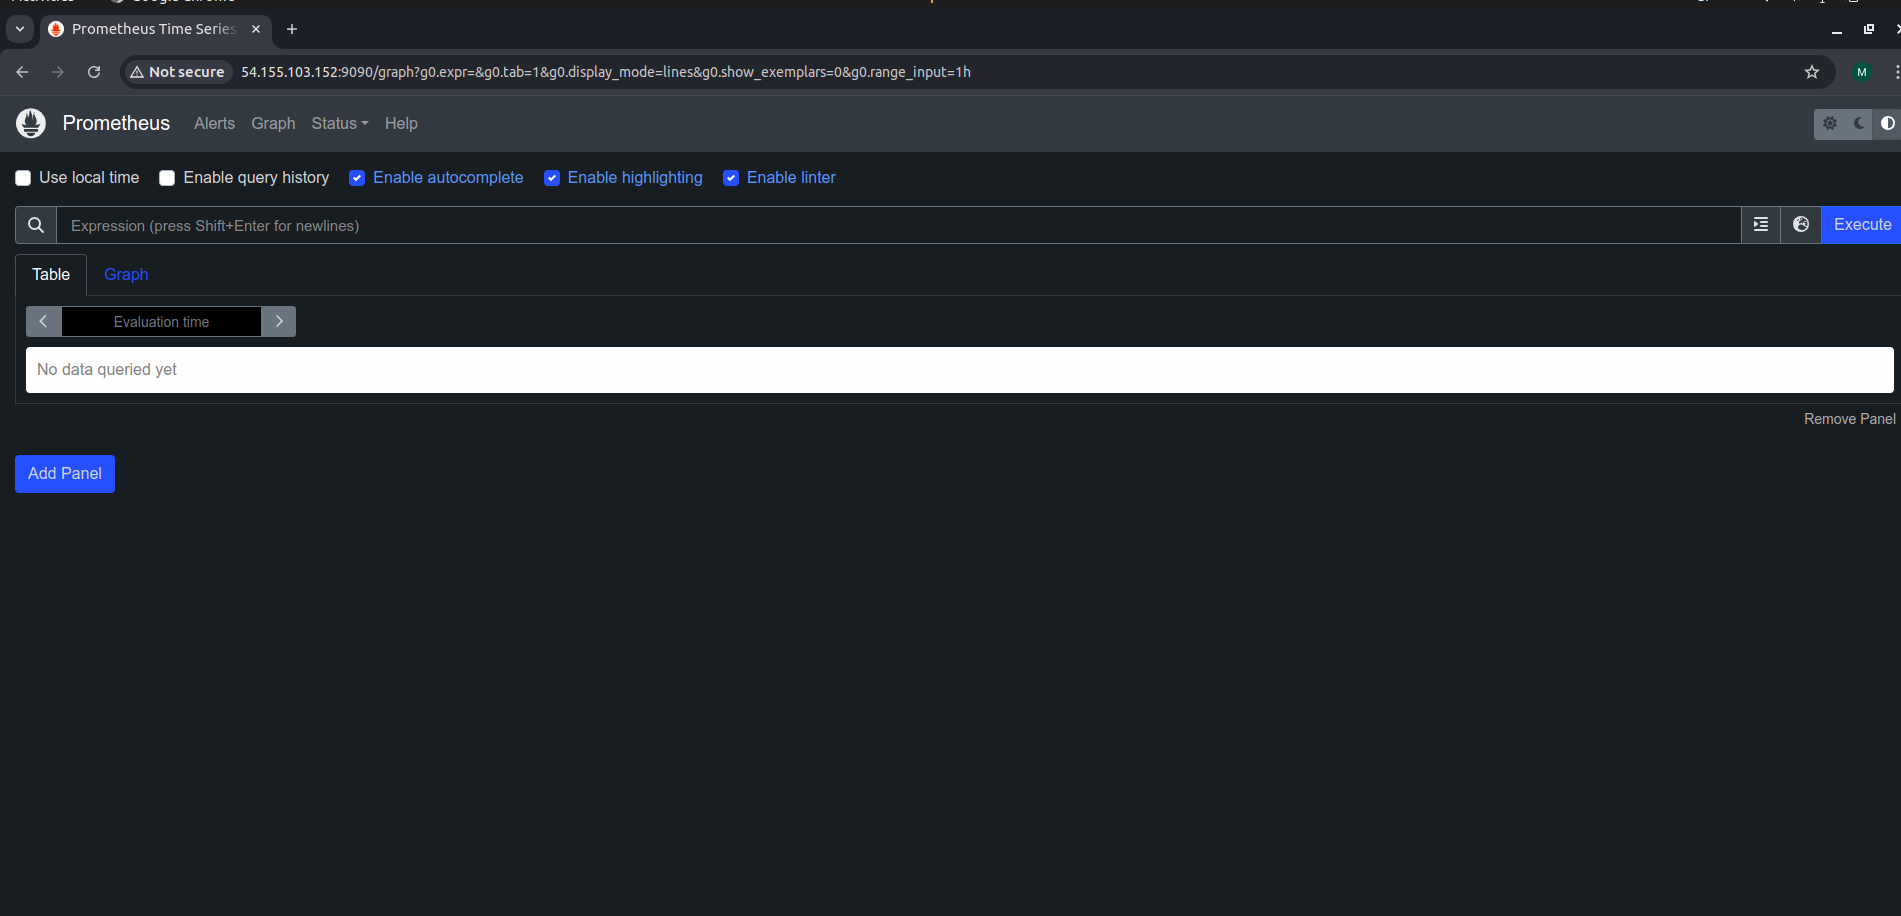 Prometheus Time Series
Not secure 54.155.103.152:9090/graph?g0.expr=&g0.tab=1&g0.display_mode=lines&g0.show_exemplars=0&g0.range_input=1h M
Prometheus Alerts Graph Status Help
Use local time Enable query history Enable autocomplete Enable highlighting Enable linter
Expression (press Shift+Enter for newlines) Execute
Table Graph
Evaluation time
No data queried yet
Remove Panel
Add Panel